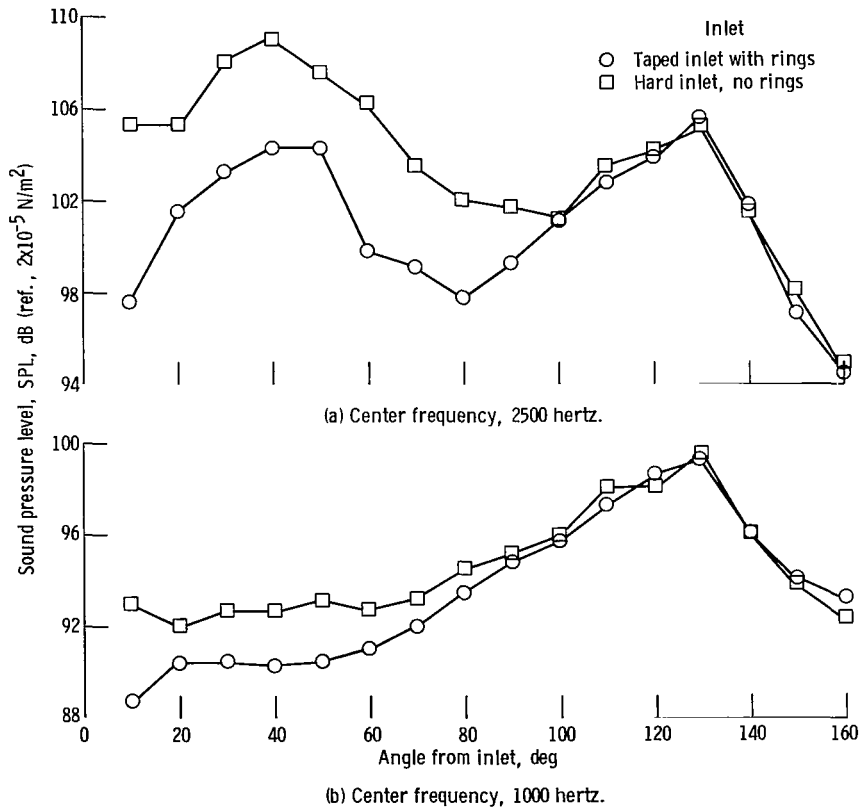 110
106
102
98
94
Inlet
Taped inlet with rings
Hard inlet, no rings
(a) Center frequency, 2500 hertz.
Sound pressure level, SPL, dB (ref., 2x10⁻⁵ N/m²)
100
96
92
88
0 20 40 60 80 100 120 140 160
Angle from inlet, deg
(b) Center frequency, 1000 hertz.